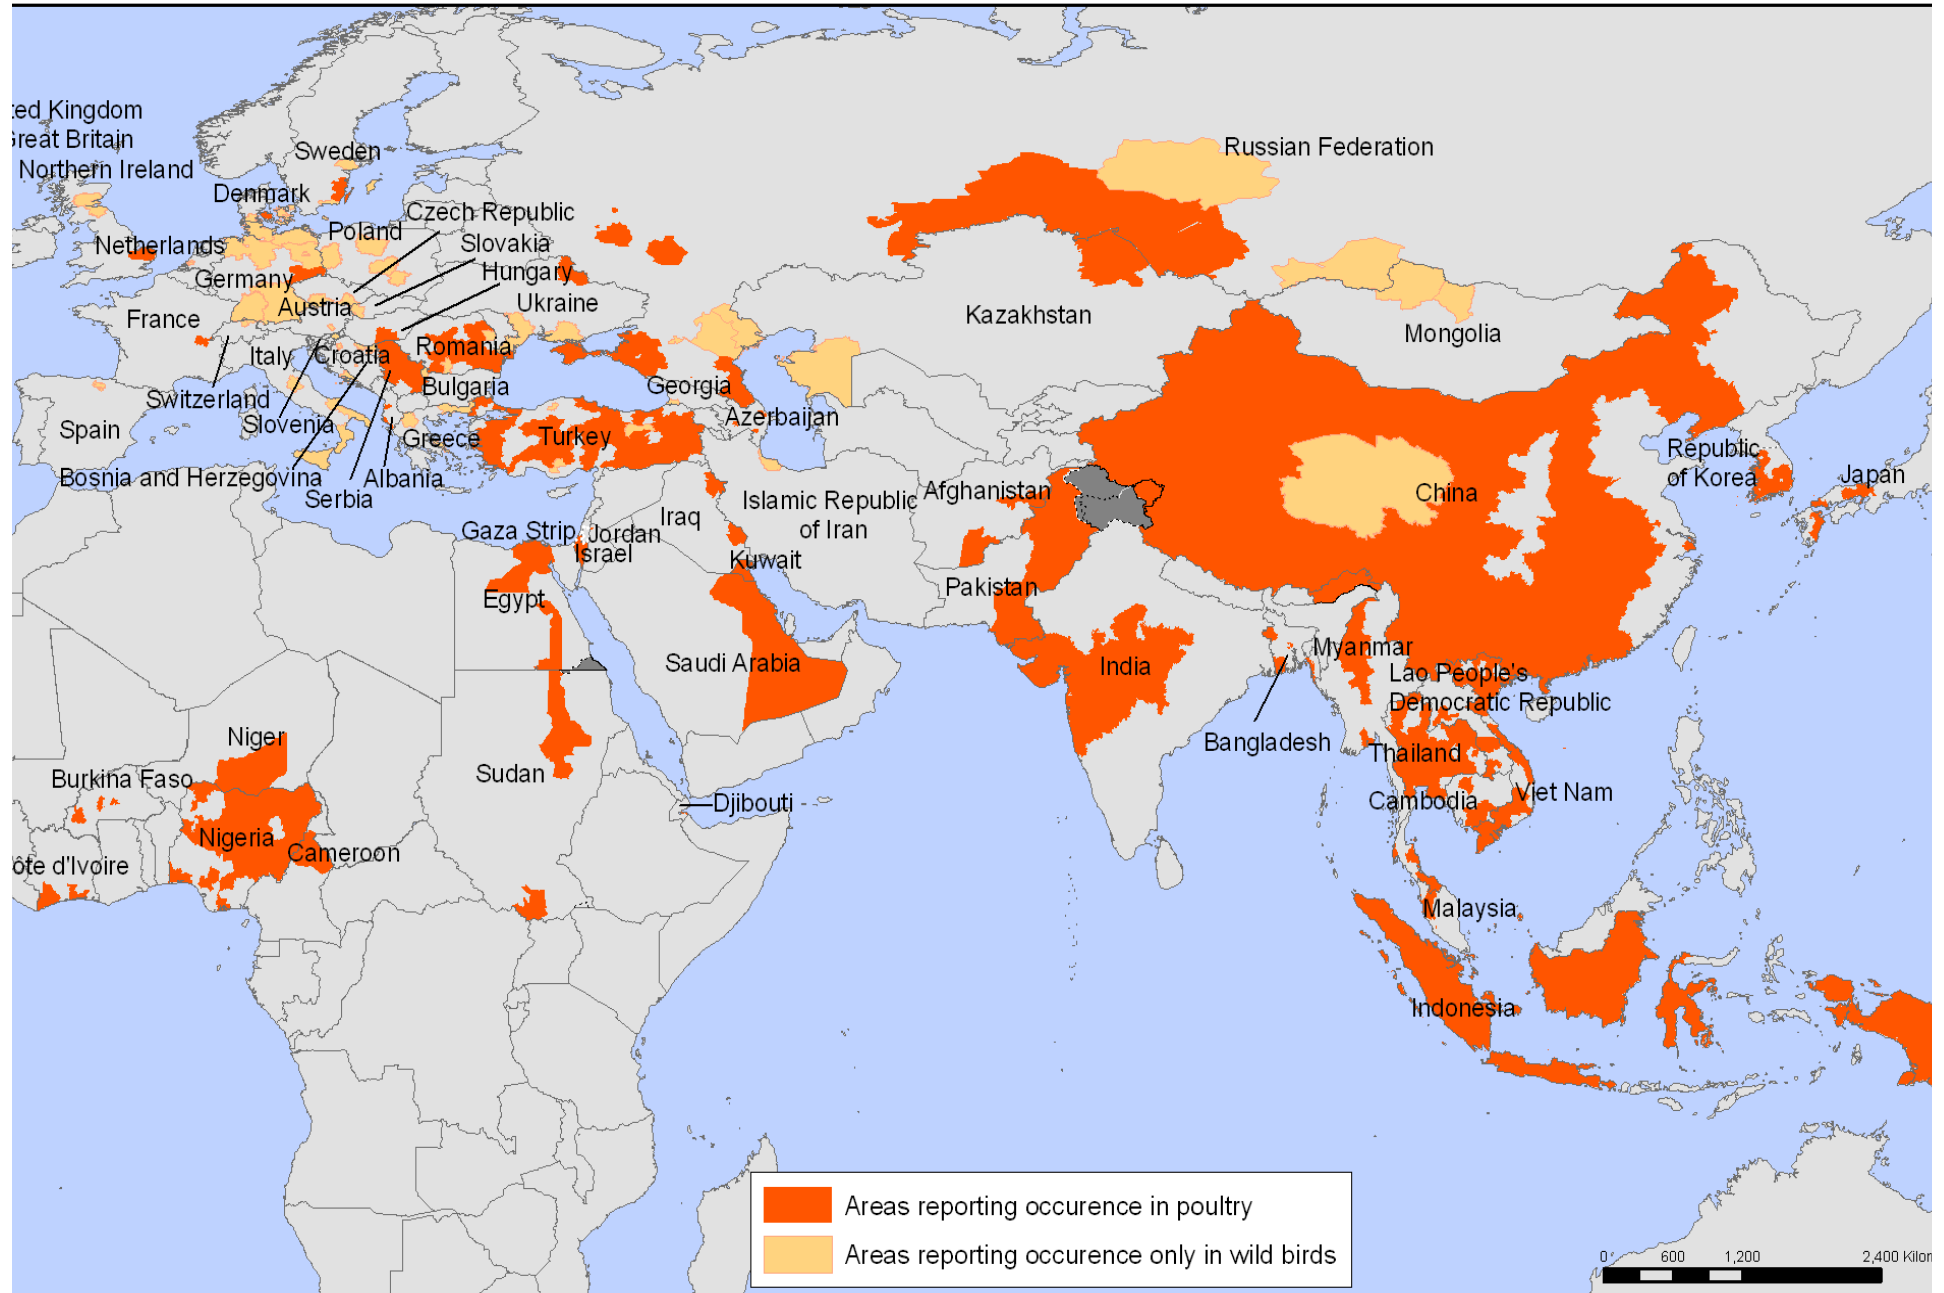 ted Kingdom
Great Britain
Northern Ireland
Sweden
Denmark
Russian Federation
Czech Republic
Poland
Slovakia
Netherlands
Hungary
Germany
Ukraine
Austria
France
Kazakhstan
Mongolia
Romania
Italy
Croatia
Bulgaria
Georgia
Switzerland
Azerbaijan
Slovenia
Spain
Greece
Turkey
Republic
of Korea
Japan
Bosnia and Herzegovina
Albania
Serbia
Afghanistan
China
Islamic Republic
of Iran
Iraq
Gaza Strip
Jordan
Israel
Kuwait
Egypt
Pakistan
Saudi Arabia
India
Myanmar
Lao People's
Democratic Republic
Niger
Bangladesh
Thailand
Burkina Faso
Sudan
Djibouti
Cambodia
Viet Nam
Nigeria
Cameroon
ôte d'Ivoire
Malaysia
Indonesia
Areas reporting occurence in poultry
Areas reporting occurence only in wild birds
0 600 1,200 2,400 Kilo